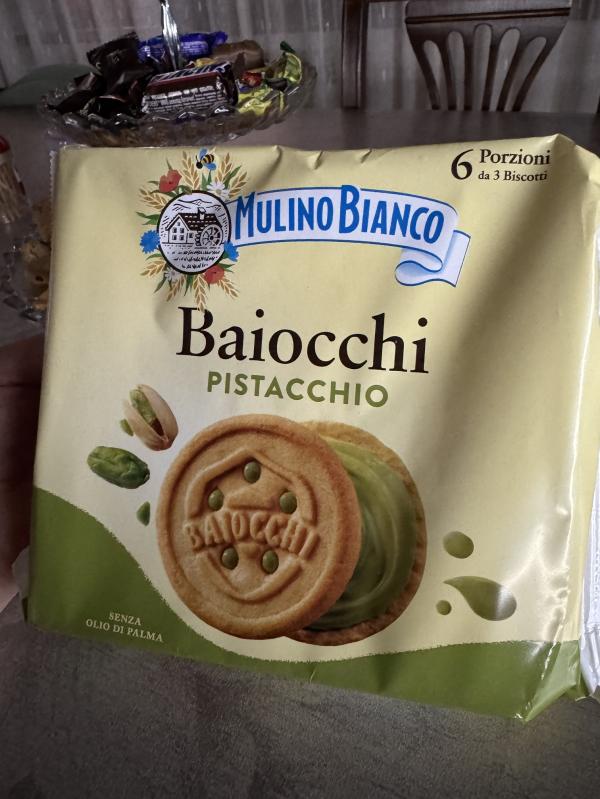 6 Porzioni
da 3 Biscotti
MULINO BIANCO
Baiocchi
PISTACCHIO
BAIOCCHI
SENZA
OLIO DI PALMA